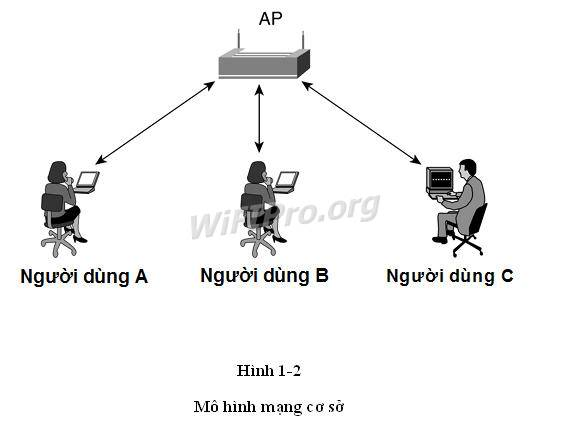 AP
WiFiPro.org
Người dùng A
Người dùng B
Người dùng C
Hình 1-2
Mô hình mạng cơ sở